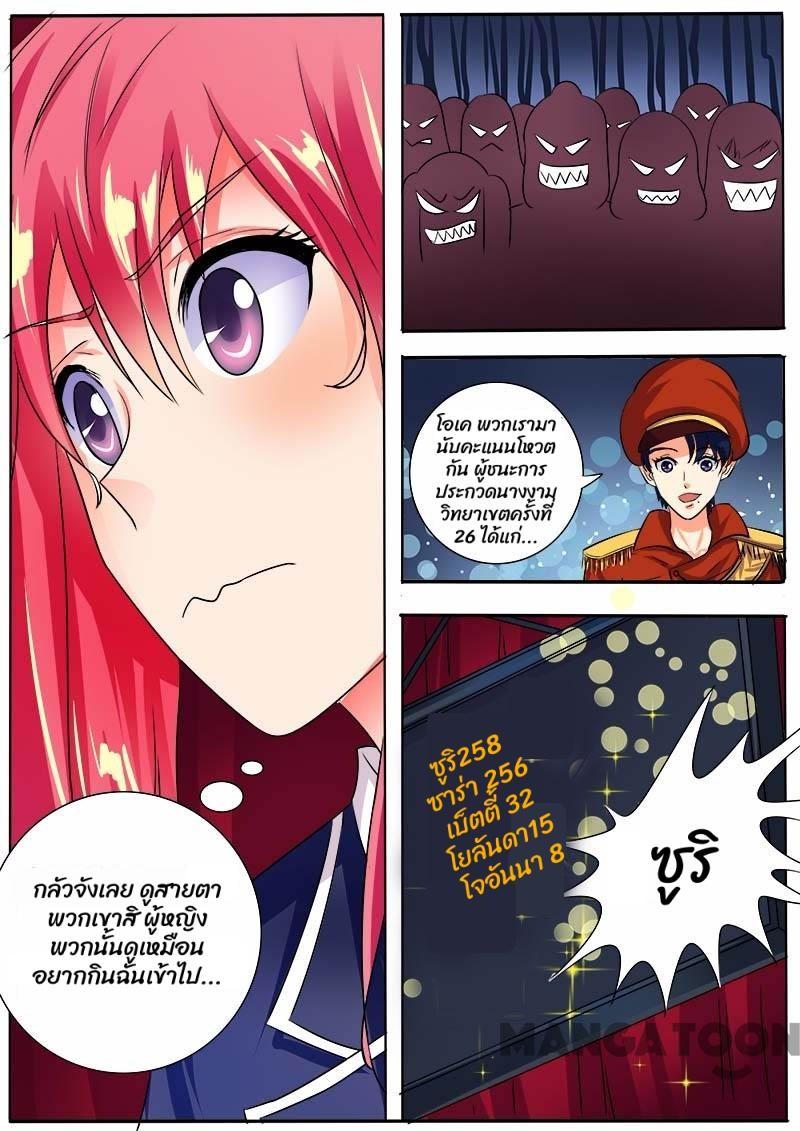 กลัวจังเลย ดูสายตา
พวกเขาสิ ผู้หญิง
พวกนั้นดูเหมือน
อยากกินฉันเข้าไป...
โอเค พวกเรามา
นับคะแนนโหวต
กัน ผู้ชนะการ
ประกวดนางงาม
วิทยาเขตครั้งที่
26 ได้แก่...
ซูริ258
ซาร่า 256
เบ็ตตี้ 32
โยลันดา15
โจอันนา 8
ซูริ
MANGATOON